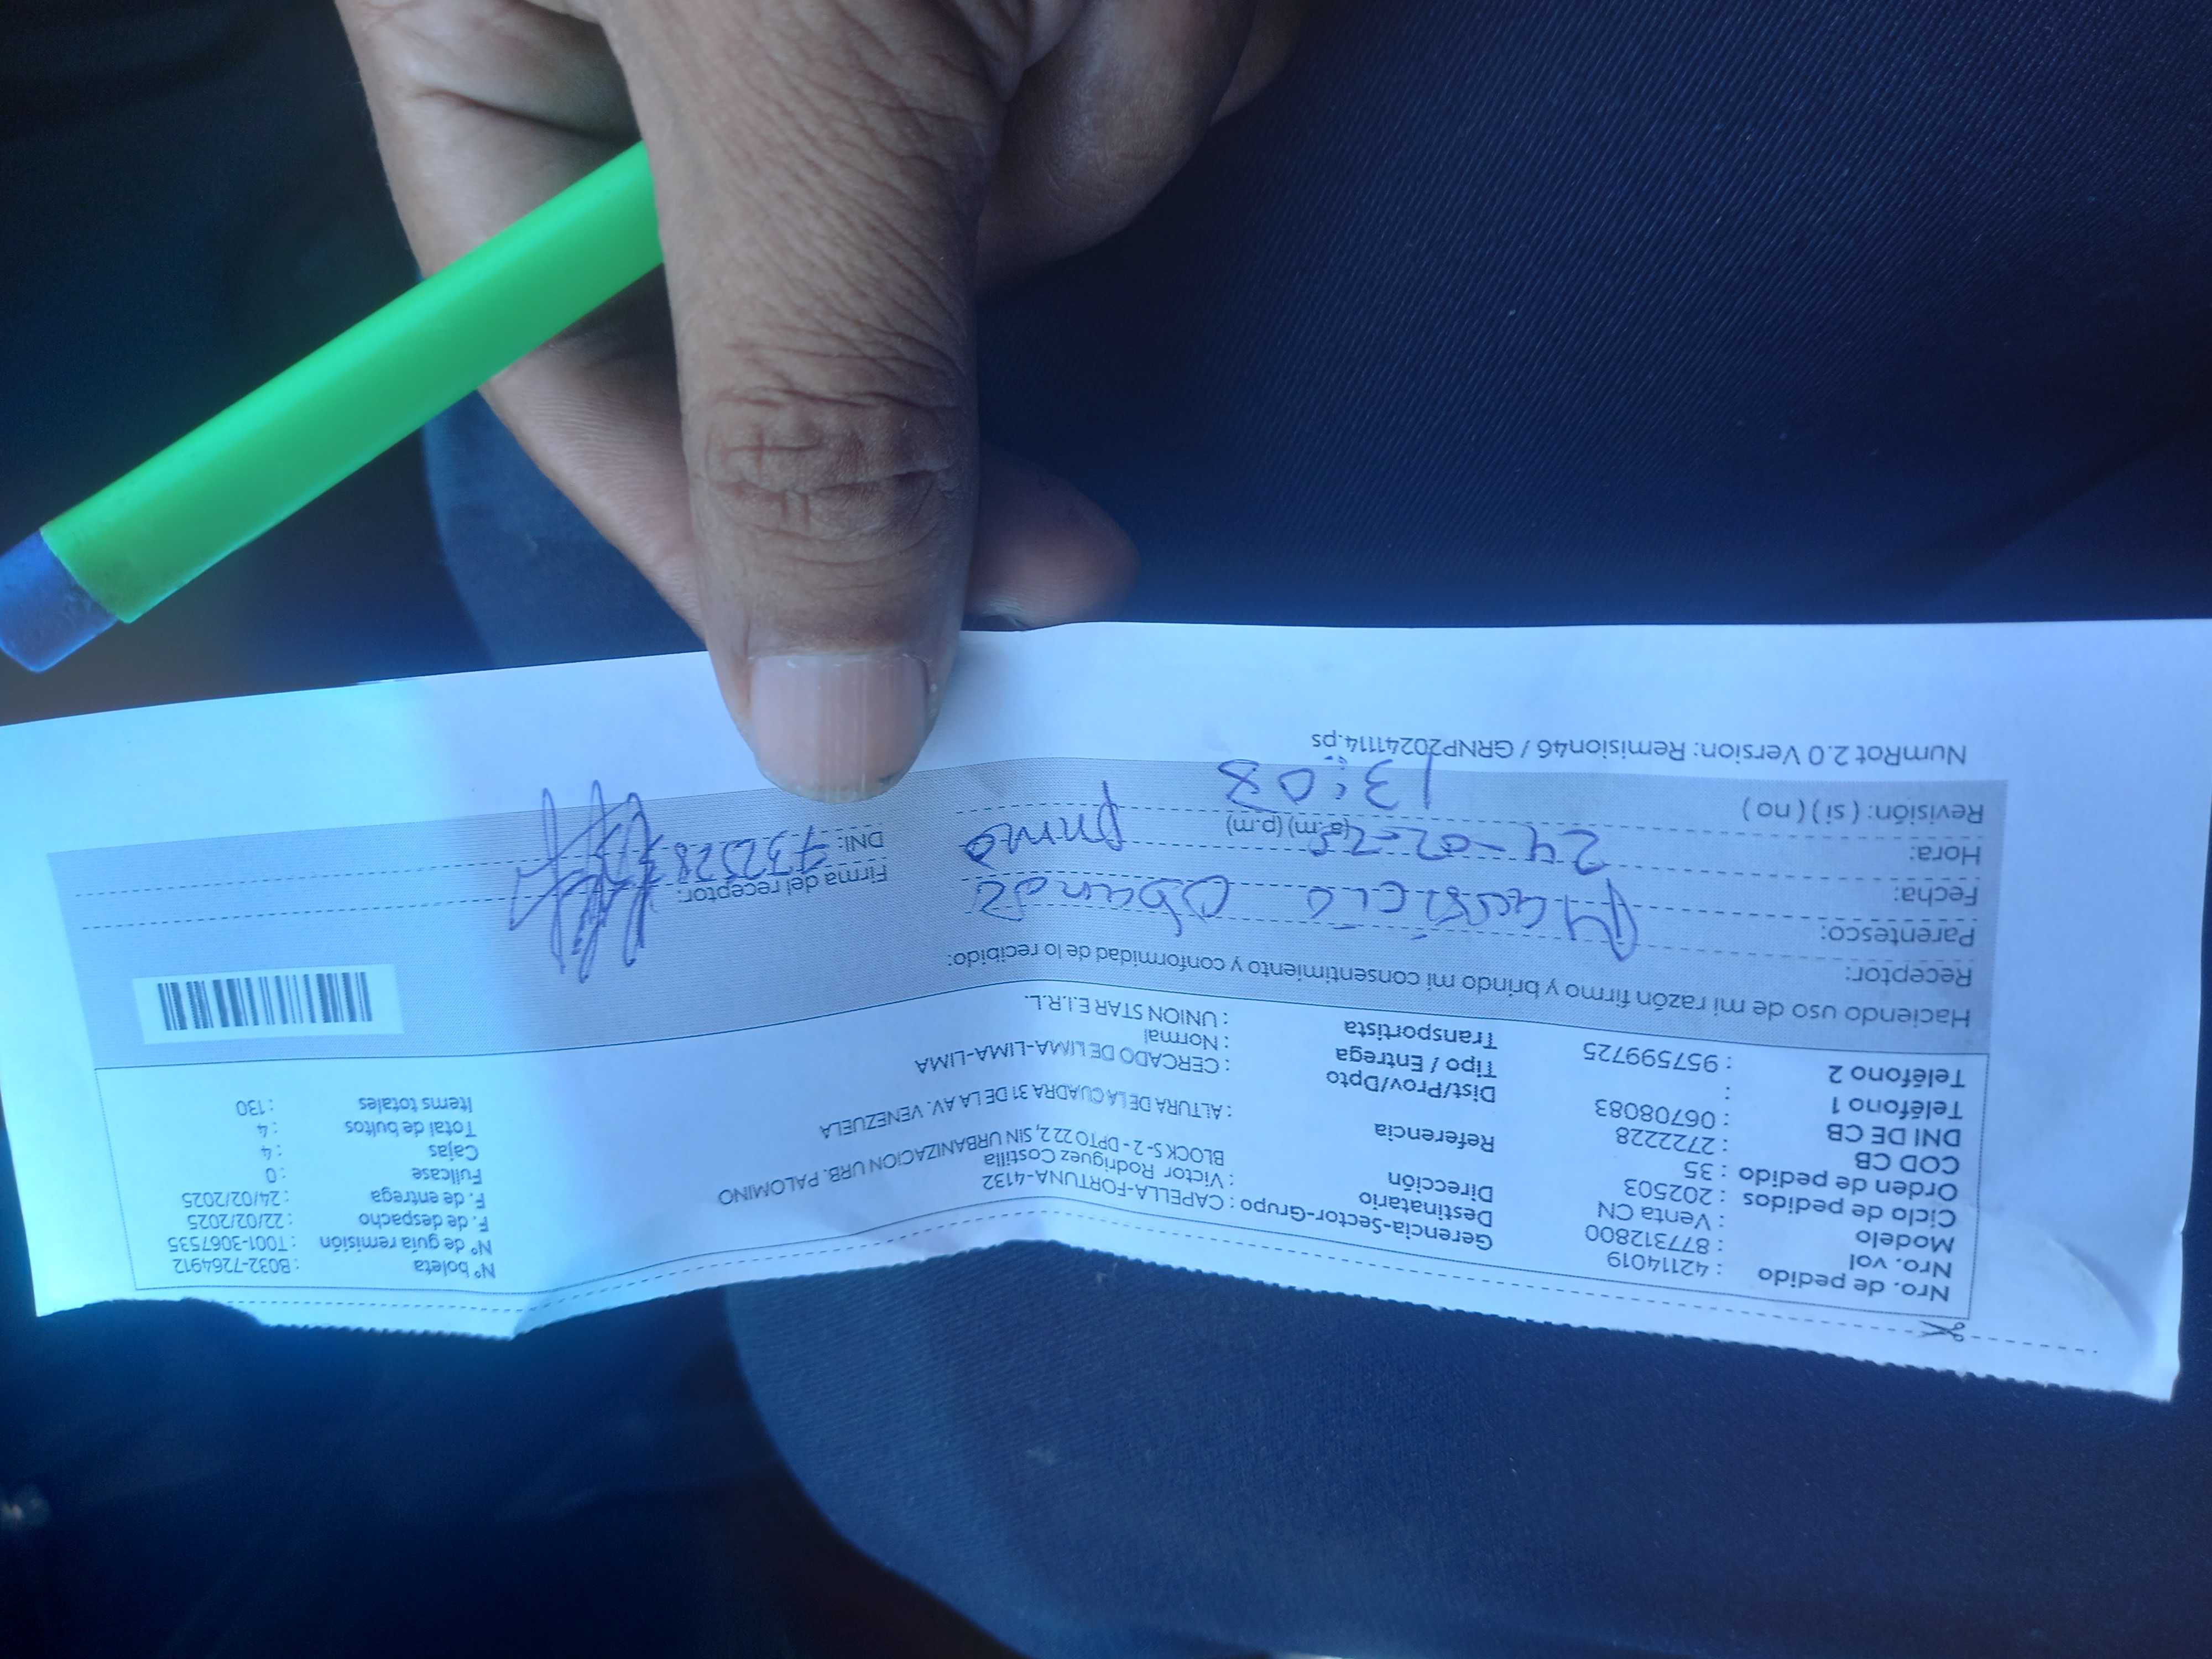 Nro. de pedido : 42114019
Nro. vol : 877312800
Modelo : Venta CN
Ciclo de pedidos : 202503
Orden de pedido : 35
COD CB : 2722228
DNI DE CB : 06708083
Teléfono 1 :
Teléfono 2 : 957599725
Gerencia-Sector-Grupo : CAPELLA-FORTUNA-4132
Destinatario : Victor Rodriguez Costilla
Dirección BLOCK S-2 - DPTO 22 2, SIN URBANIZACION URB. PALOMINO
Referencia : ALTURA DE LA CUADRA 31 DE LA AV. VENEZUELA
Dist/Prov/Dpto : CERCADO DE LIMA-LIMA-LIMA
Tipo / Entrega : Normal
Transportista : UNION STAR E.I.R.L.
Nº boleta : B032-7264912
Nº de guía remisión : T001-3067535
F. de despacho : 22/02/2025
F. de entrega : 24/02/2025
Fullcase : 0
Cajas : 4
Total de bultos : 4
Items totales : 130
Haciendo uso de mi razón firmo y brindo mi consentimiento y conformidad de lo recibido:
Receptor:
Parentesco:
Fecha:
Hora: 24-02-25 (a.m) (p.m) primo
Revisión: ( si ) ( no ) 13:08
Firma del receptor:
DNI:
NumRot 2.0 Version: Remision46 / GRNP20241114.ps